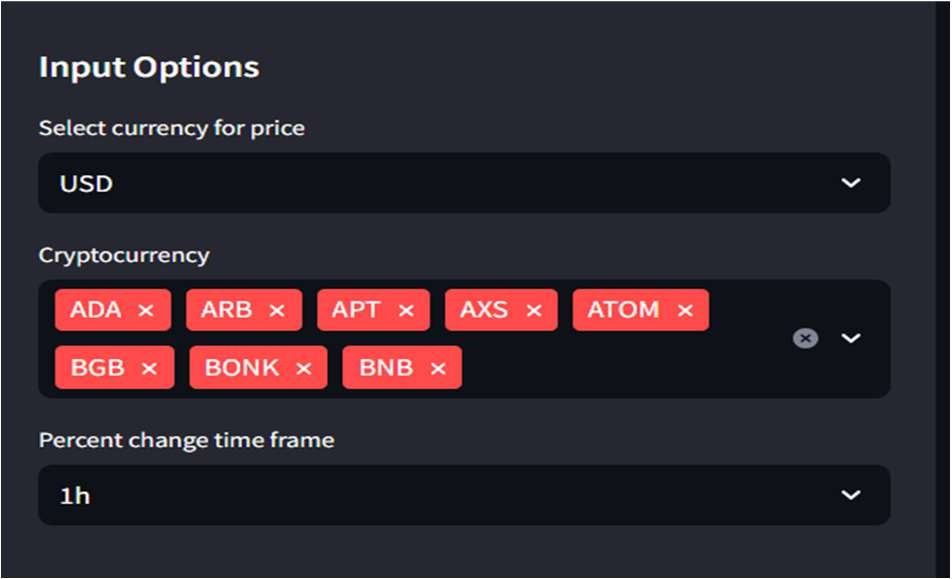 Input Options
Select currency for price
USD
Cryptocurrency
ADA × ARB × APT × AXS × ATOM ×
BGB × BONK × BNB ×
Percent change time frame
1h